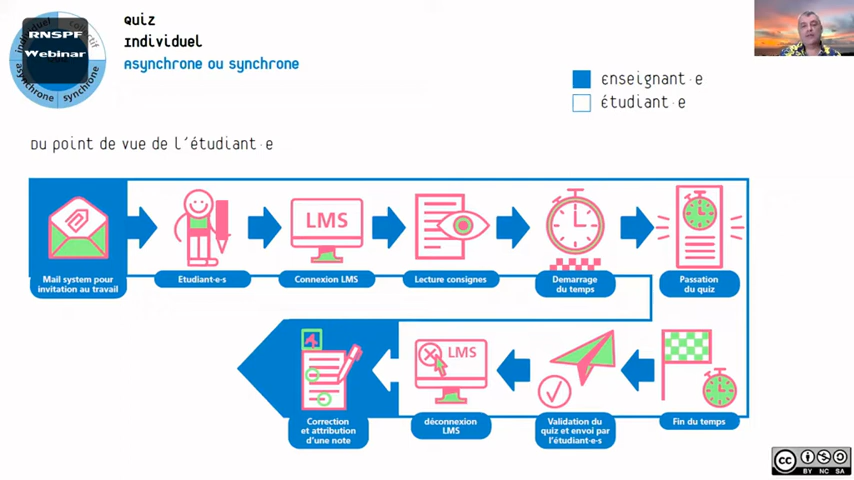 Quiz
individuel
collectif
RNSPF
Webinar
asynchrone
synchrone
Individuel
Asynchrone ou synchrone
Enseignant·e
Étudiant·e
Du point de vue de l'étudiant·e
LMS
Mail system pour
invitation au travail
Etudiant·e·s
Connexion LMS
Lecture consignes
Demarrage
du temps
Passation
du quiz
A
LMS
Correction
et attribution
d'une note
déconnexion
LMS
Validation du
quiz et envoi par
l'étudiant·e·s
Fin du temps
cc
BY NC SA